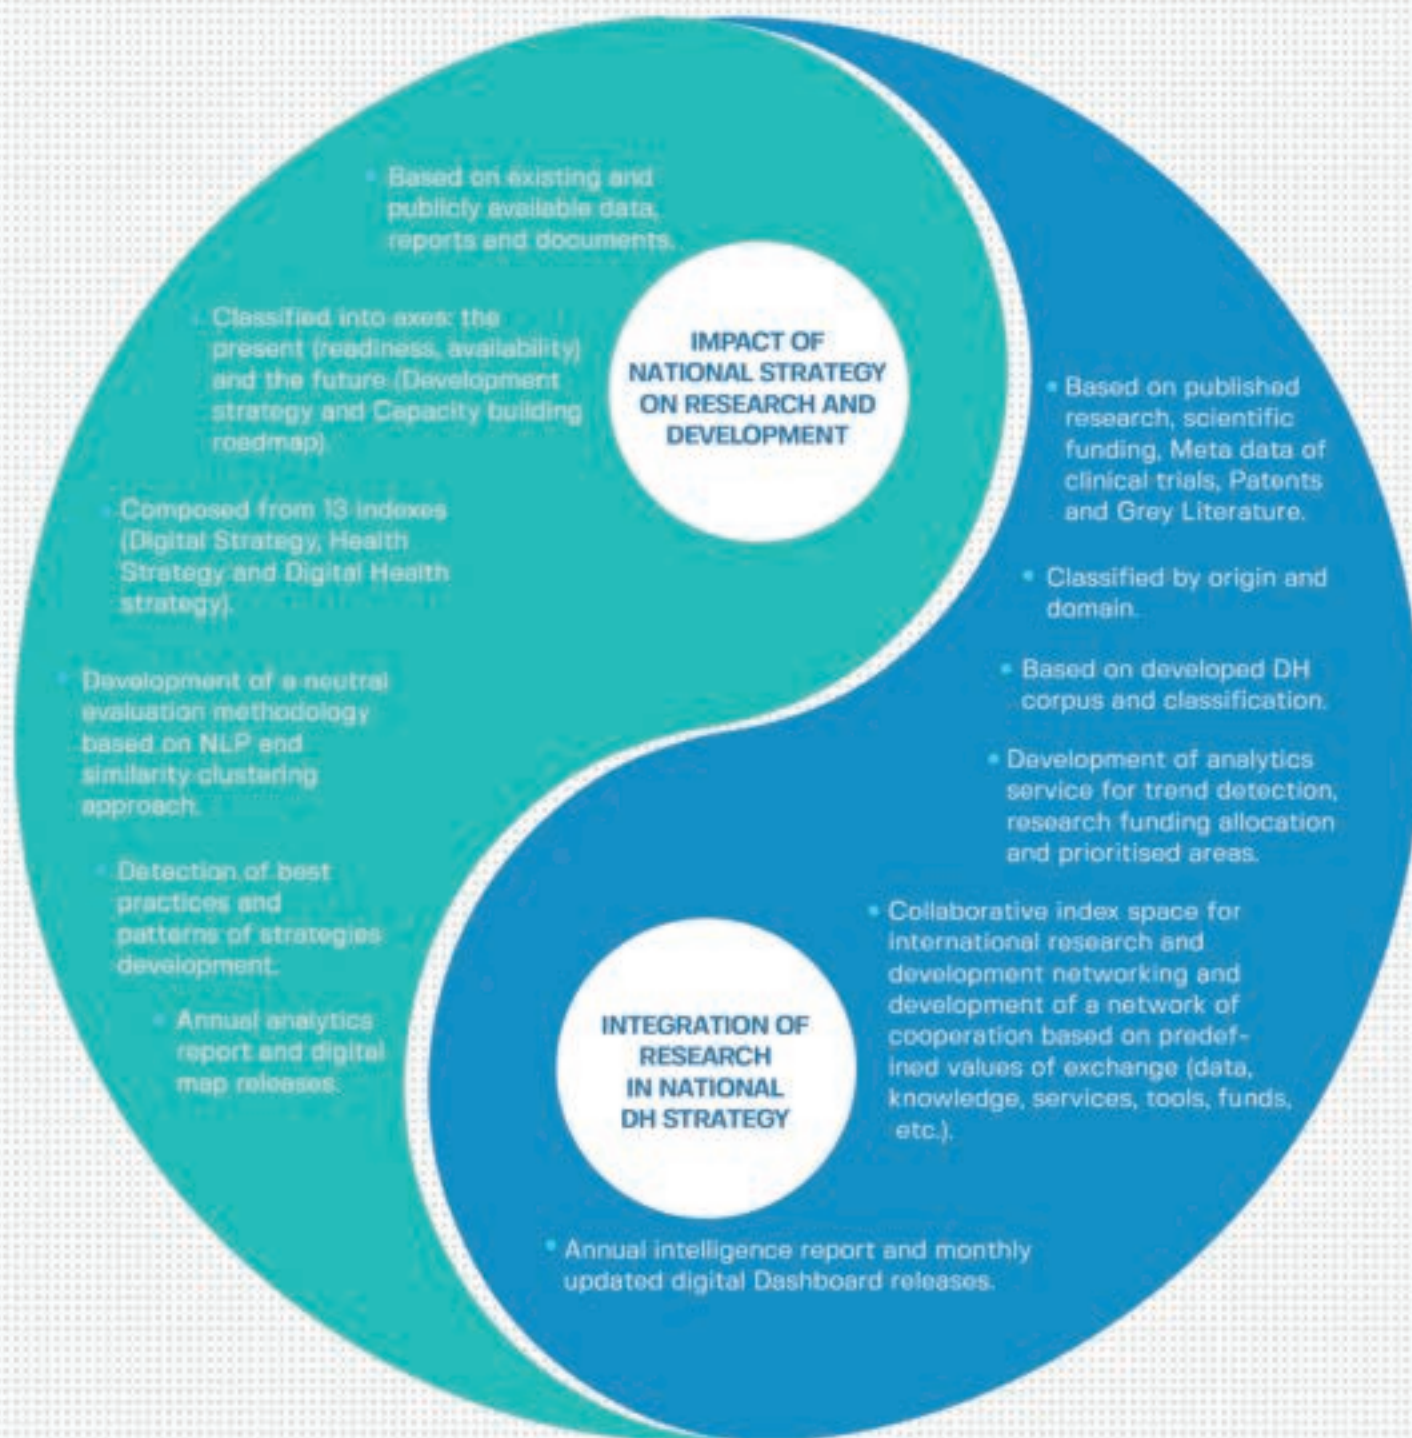 Based on existing and
publicly available data,
reports and documents.
Classified into axes: the
present (readiness, availability)
and the future (Development
strategy and Capacity building
roadmap).
Composed from 13 indexes
(Digital Strategy, Health
Strategy and Digital Health
strategy).
Development of a neutral
evaluation methodology
based on NLP and
similarity clustering
approach.
Detection of best
practices and
patterns of strategies
development.
Annual analytics
report and digital
map releases.
IMPACT OF
NATIONAL STRATEGY
ON RESEARCH AND
DEVELOPMENT
Based on published
research, scientific
funding, Meta data of
clinical trials, Patents
and Grey Literature.
Classified by origin and
domain.
Based on developed DH
corpus and classification.
Development of analytics
service for trend detection,
research funding allocation
and prioritised areas.
Collaborative index space for
international research and
development networking and
development of a network of
cooperation based on predef-
ined values of exchange (data,
knowledge, services, tools, funds,
etc.).
INTEGRATION OF
RESEARCH
IN NATIONAL
DH STRATEGY
Annual intelligence report and monthly
updated digital Dashboard releases.